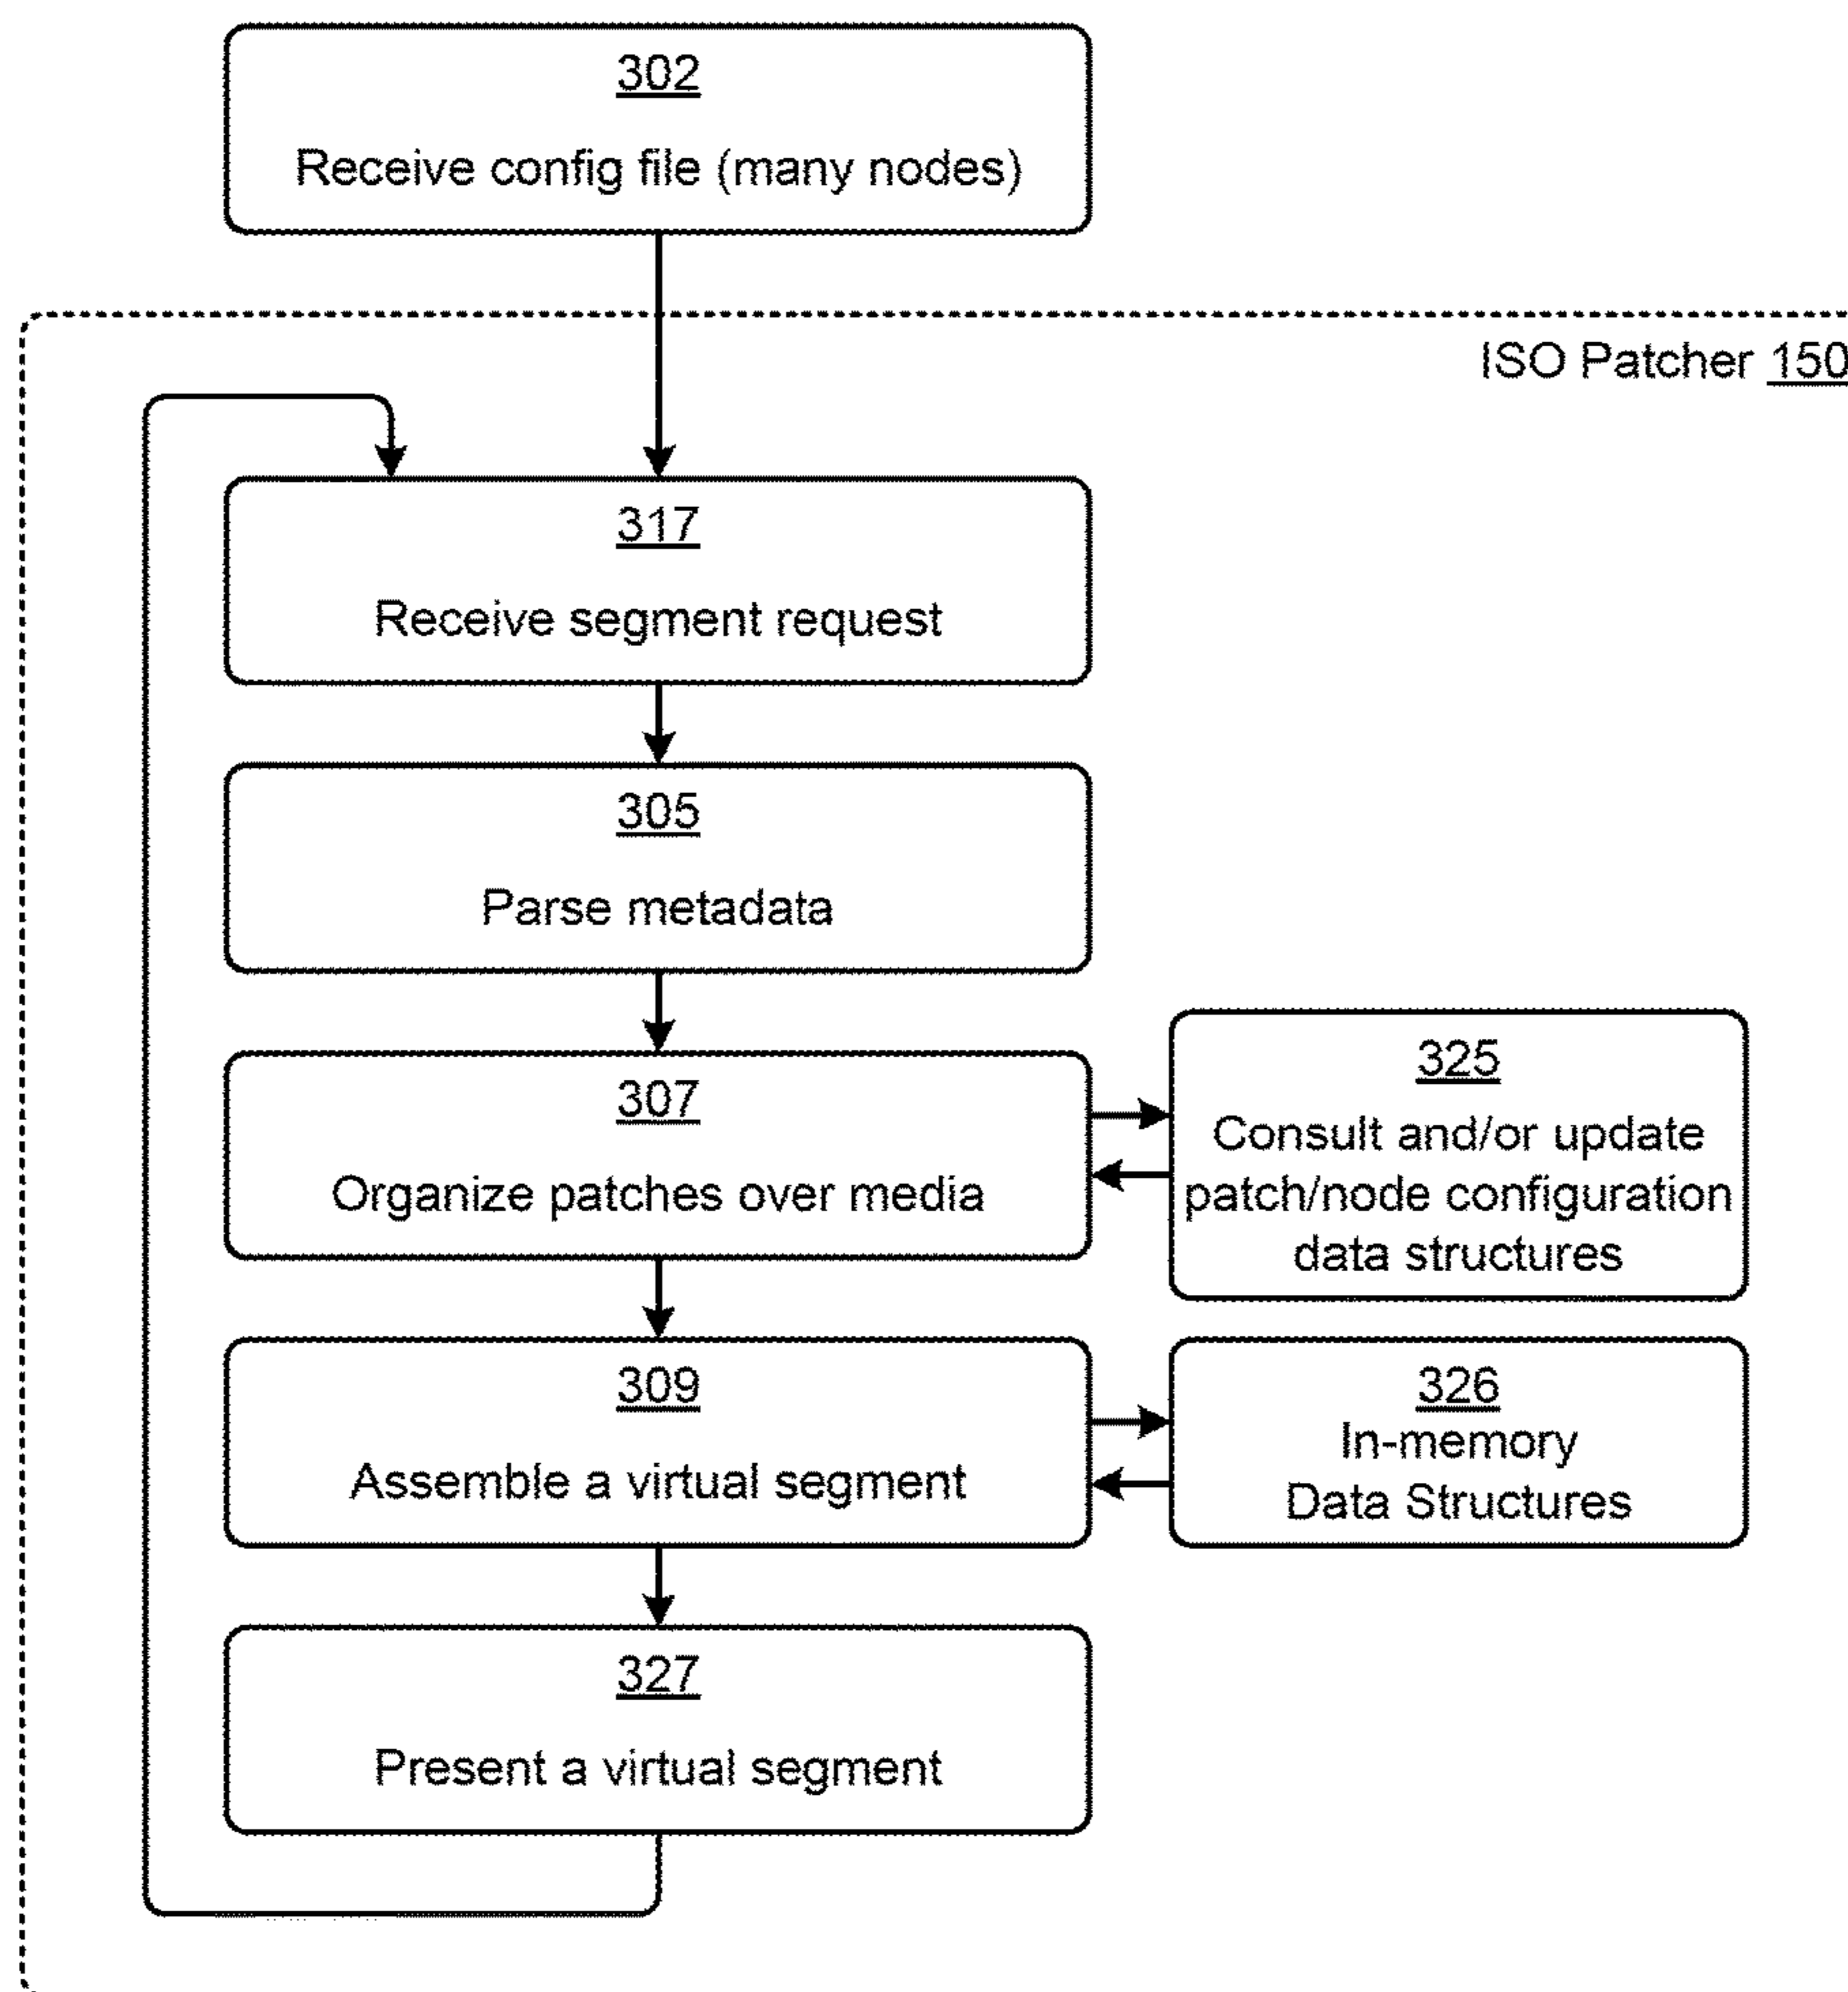 302
Receive config file (many nodes)
ISO Patcher 150
317
Receive segment request
305
Parse metadata
307
Organize patches over media
325
Consult and/or update
patch/node configuration
data structures
309
Assemble a virtual segment
326
In-memory
Data Structures
327
Present a virtual segment